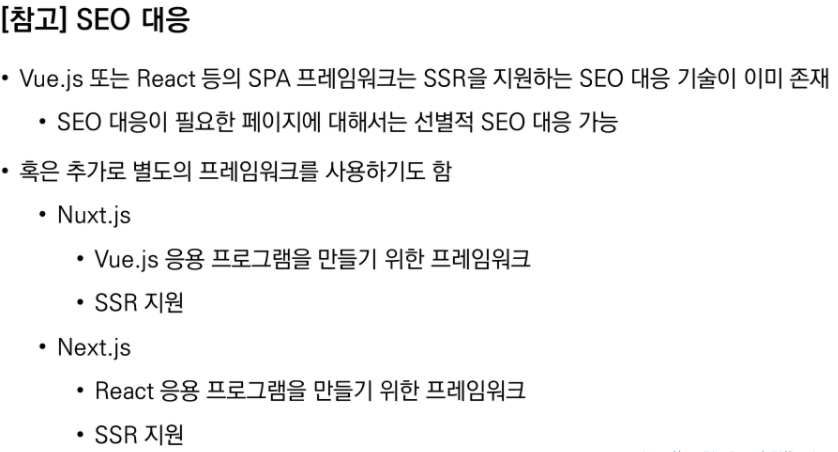 [참고] SEO 대응
• Vue.js 또는 React 등의 SPA 프레임워크는 SSR을 지원하는 SEO 대응 기술이 이미 존재
• SEO 대응이 필요한 페이지에 대해서는 선별적 SEO 대응 가능
• 혹은 추가로 별도의 프레임워크를 사용하기도 함
• Nuxt.js
• Vue.js 응용 프로그램을 만들기 위한 프레임워크
• SSR 지원
• Next.js
• React 응용 프로그램을 만들기 위한 프레임워크
• SSR 지원